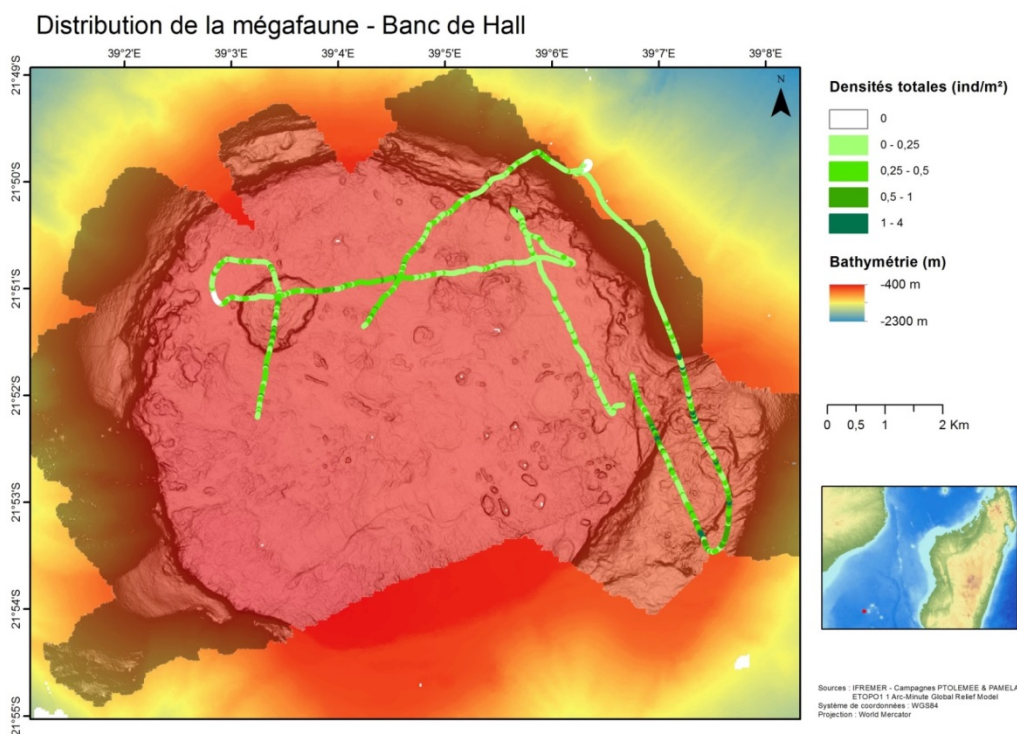 Distribution de la mégafaune - Banc de Hall
39°2'E 39°3'E 39°4'E 39°5'E 39°6'E 39°7'E 39°8'E
21°49'S
21°50'S
21°51'S
21°52'S
21°53'S
21°54'S
21°55'S
N
Densités totales (ind/m²)
0
0 - 0,25
0,25 - 0,5
0,5 - 1
1 - 4
Bathymétrie (m)
-400 m
-2300 m
0 0,5 1 2 Km
Sources : IFREMER - Campagnes PTOLEMEE & PAMELA
ETOPO1 1 Arc-Minute Global Relief Model
Système de coordonnées : WGS84
Projection : World Mercator